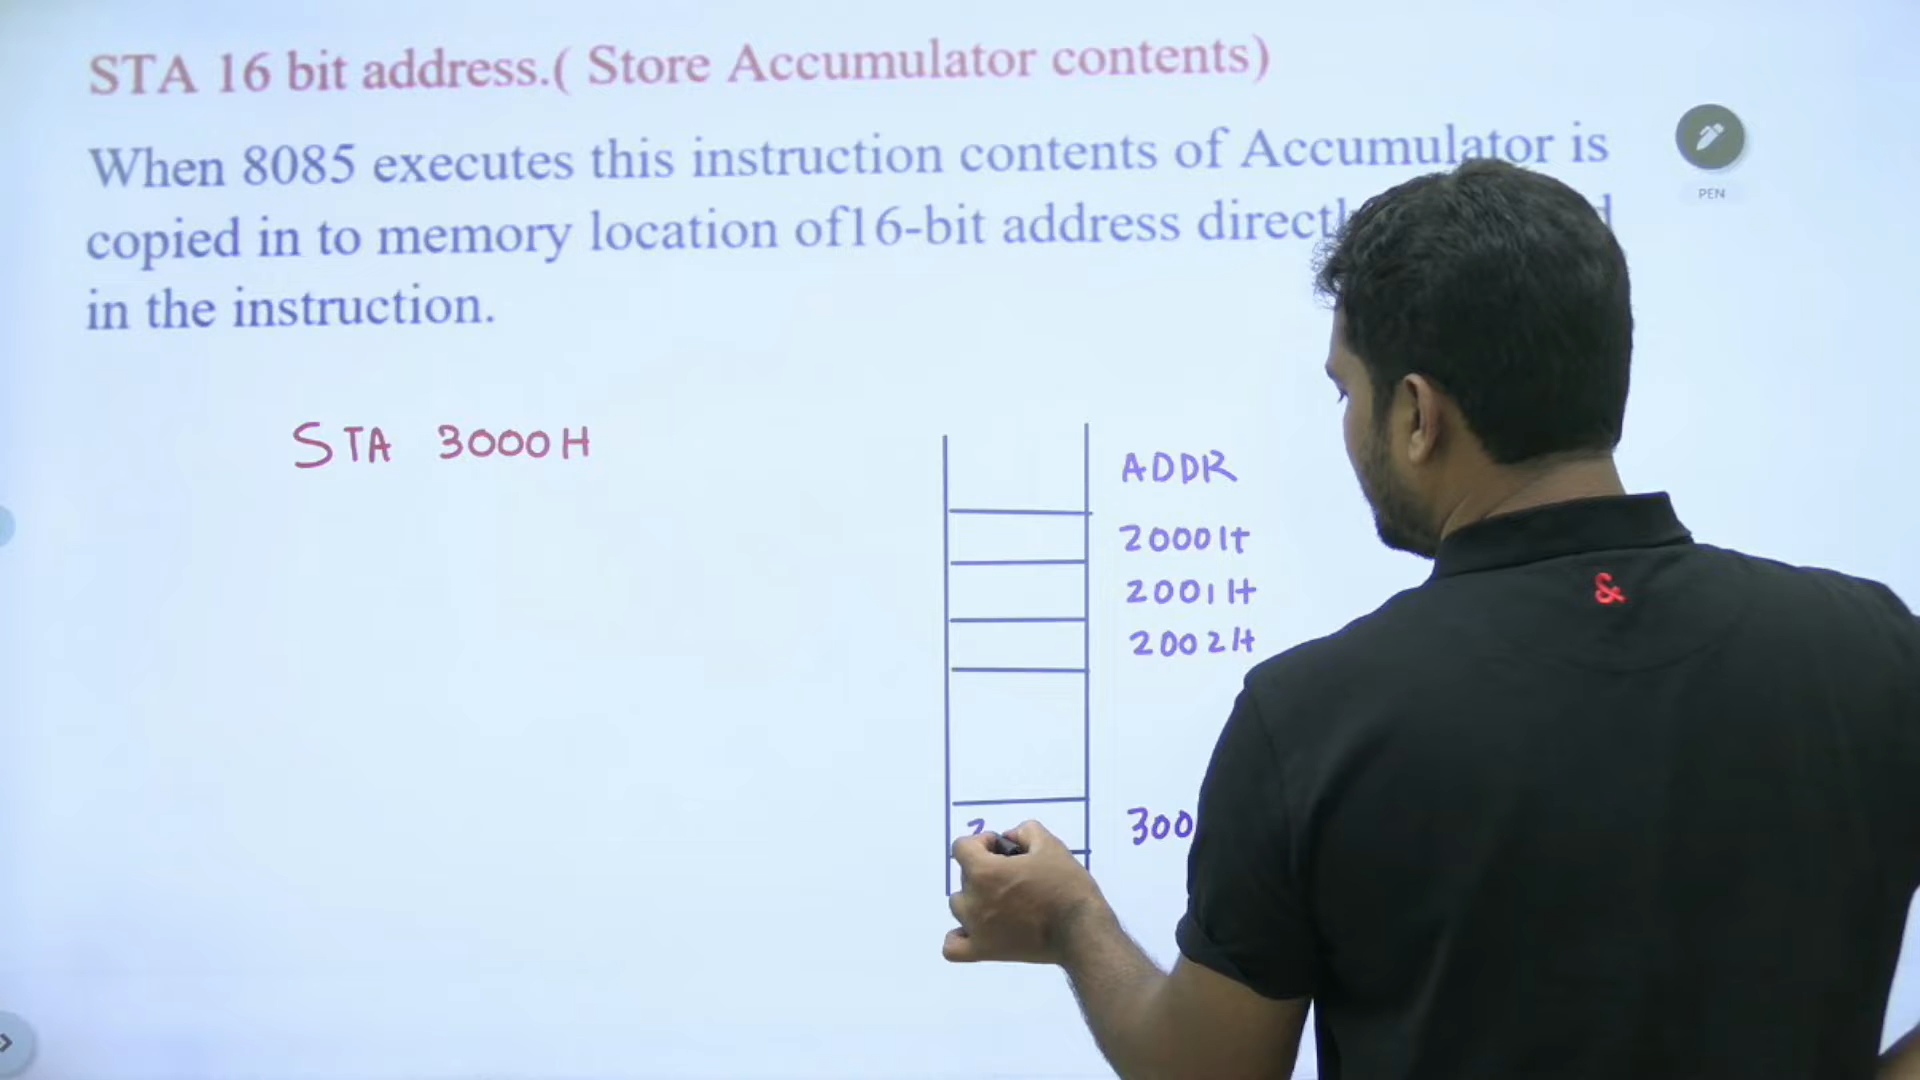 STA 16 bit address.( Store Accumulator contents)
PEN
When 8085 executes this instruction contents of Accumulator is
copied in to memory location of16-bit address
in the instruction.
STA 3000H
ADDR
2000H
2001H
2002H
300
&